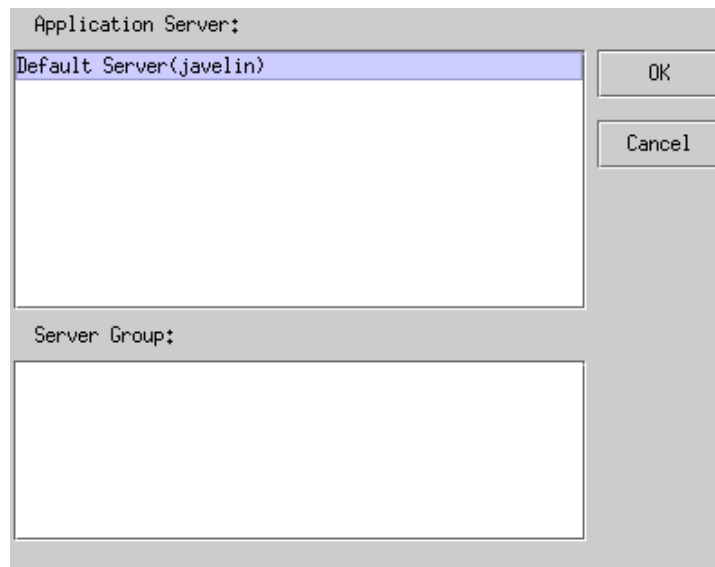 Application Server:
Default Server(javelin)
OK
Cancel
Server Group: